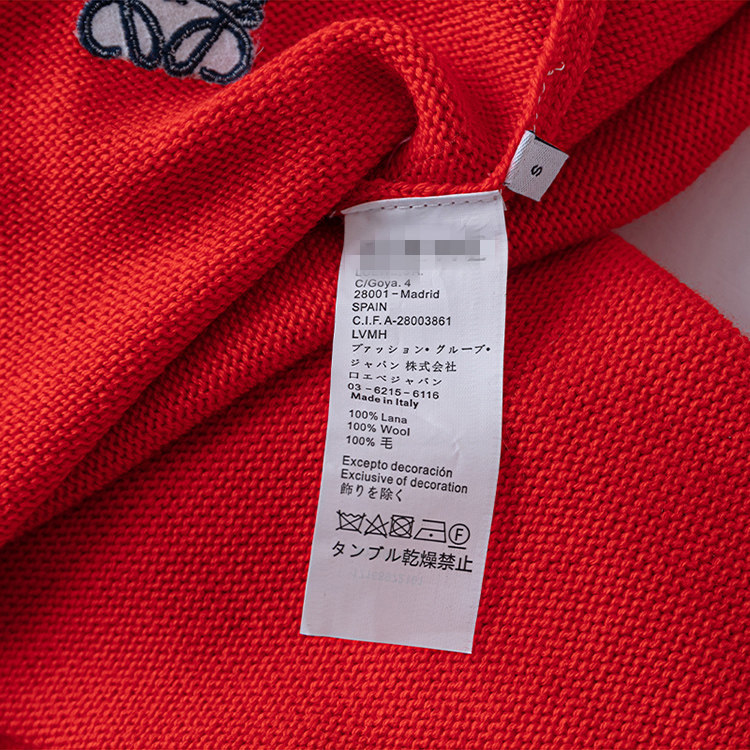 S
C/Goya. 4
28001 – Madrid
SPAIN
C.I.F. A-28003861
LVMH
ファッション・グループ・
ジャパン 株式会社
ロエベジャパン
03 – 6215 – 6116
Made in Italy
100% Lana
100% Wool
100% 毛
Excepto decoración
Exclusive of decoration
飾りを除く
F
タンブル乾燥禁止